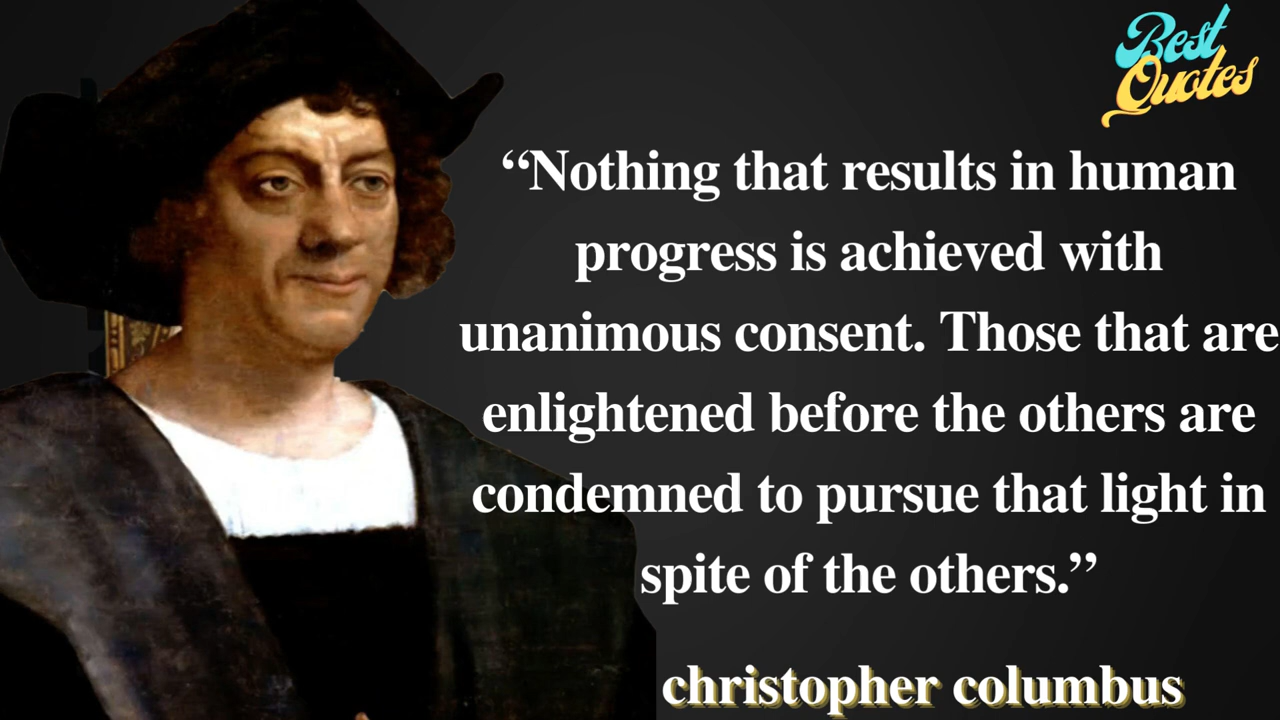 Best
Quotes
“Nothing that results in human
progress is achieved with
unanimous consent. Those that are
enlightened before the others are
condemned to pursue that light in
spite of the others.”
christopher columbus